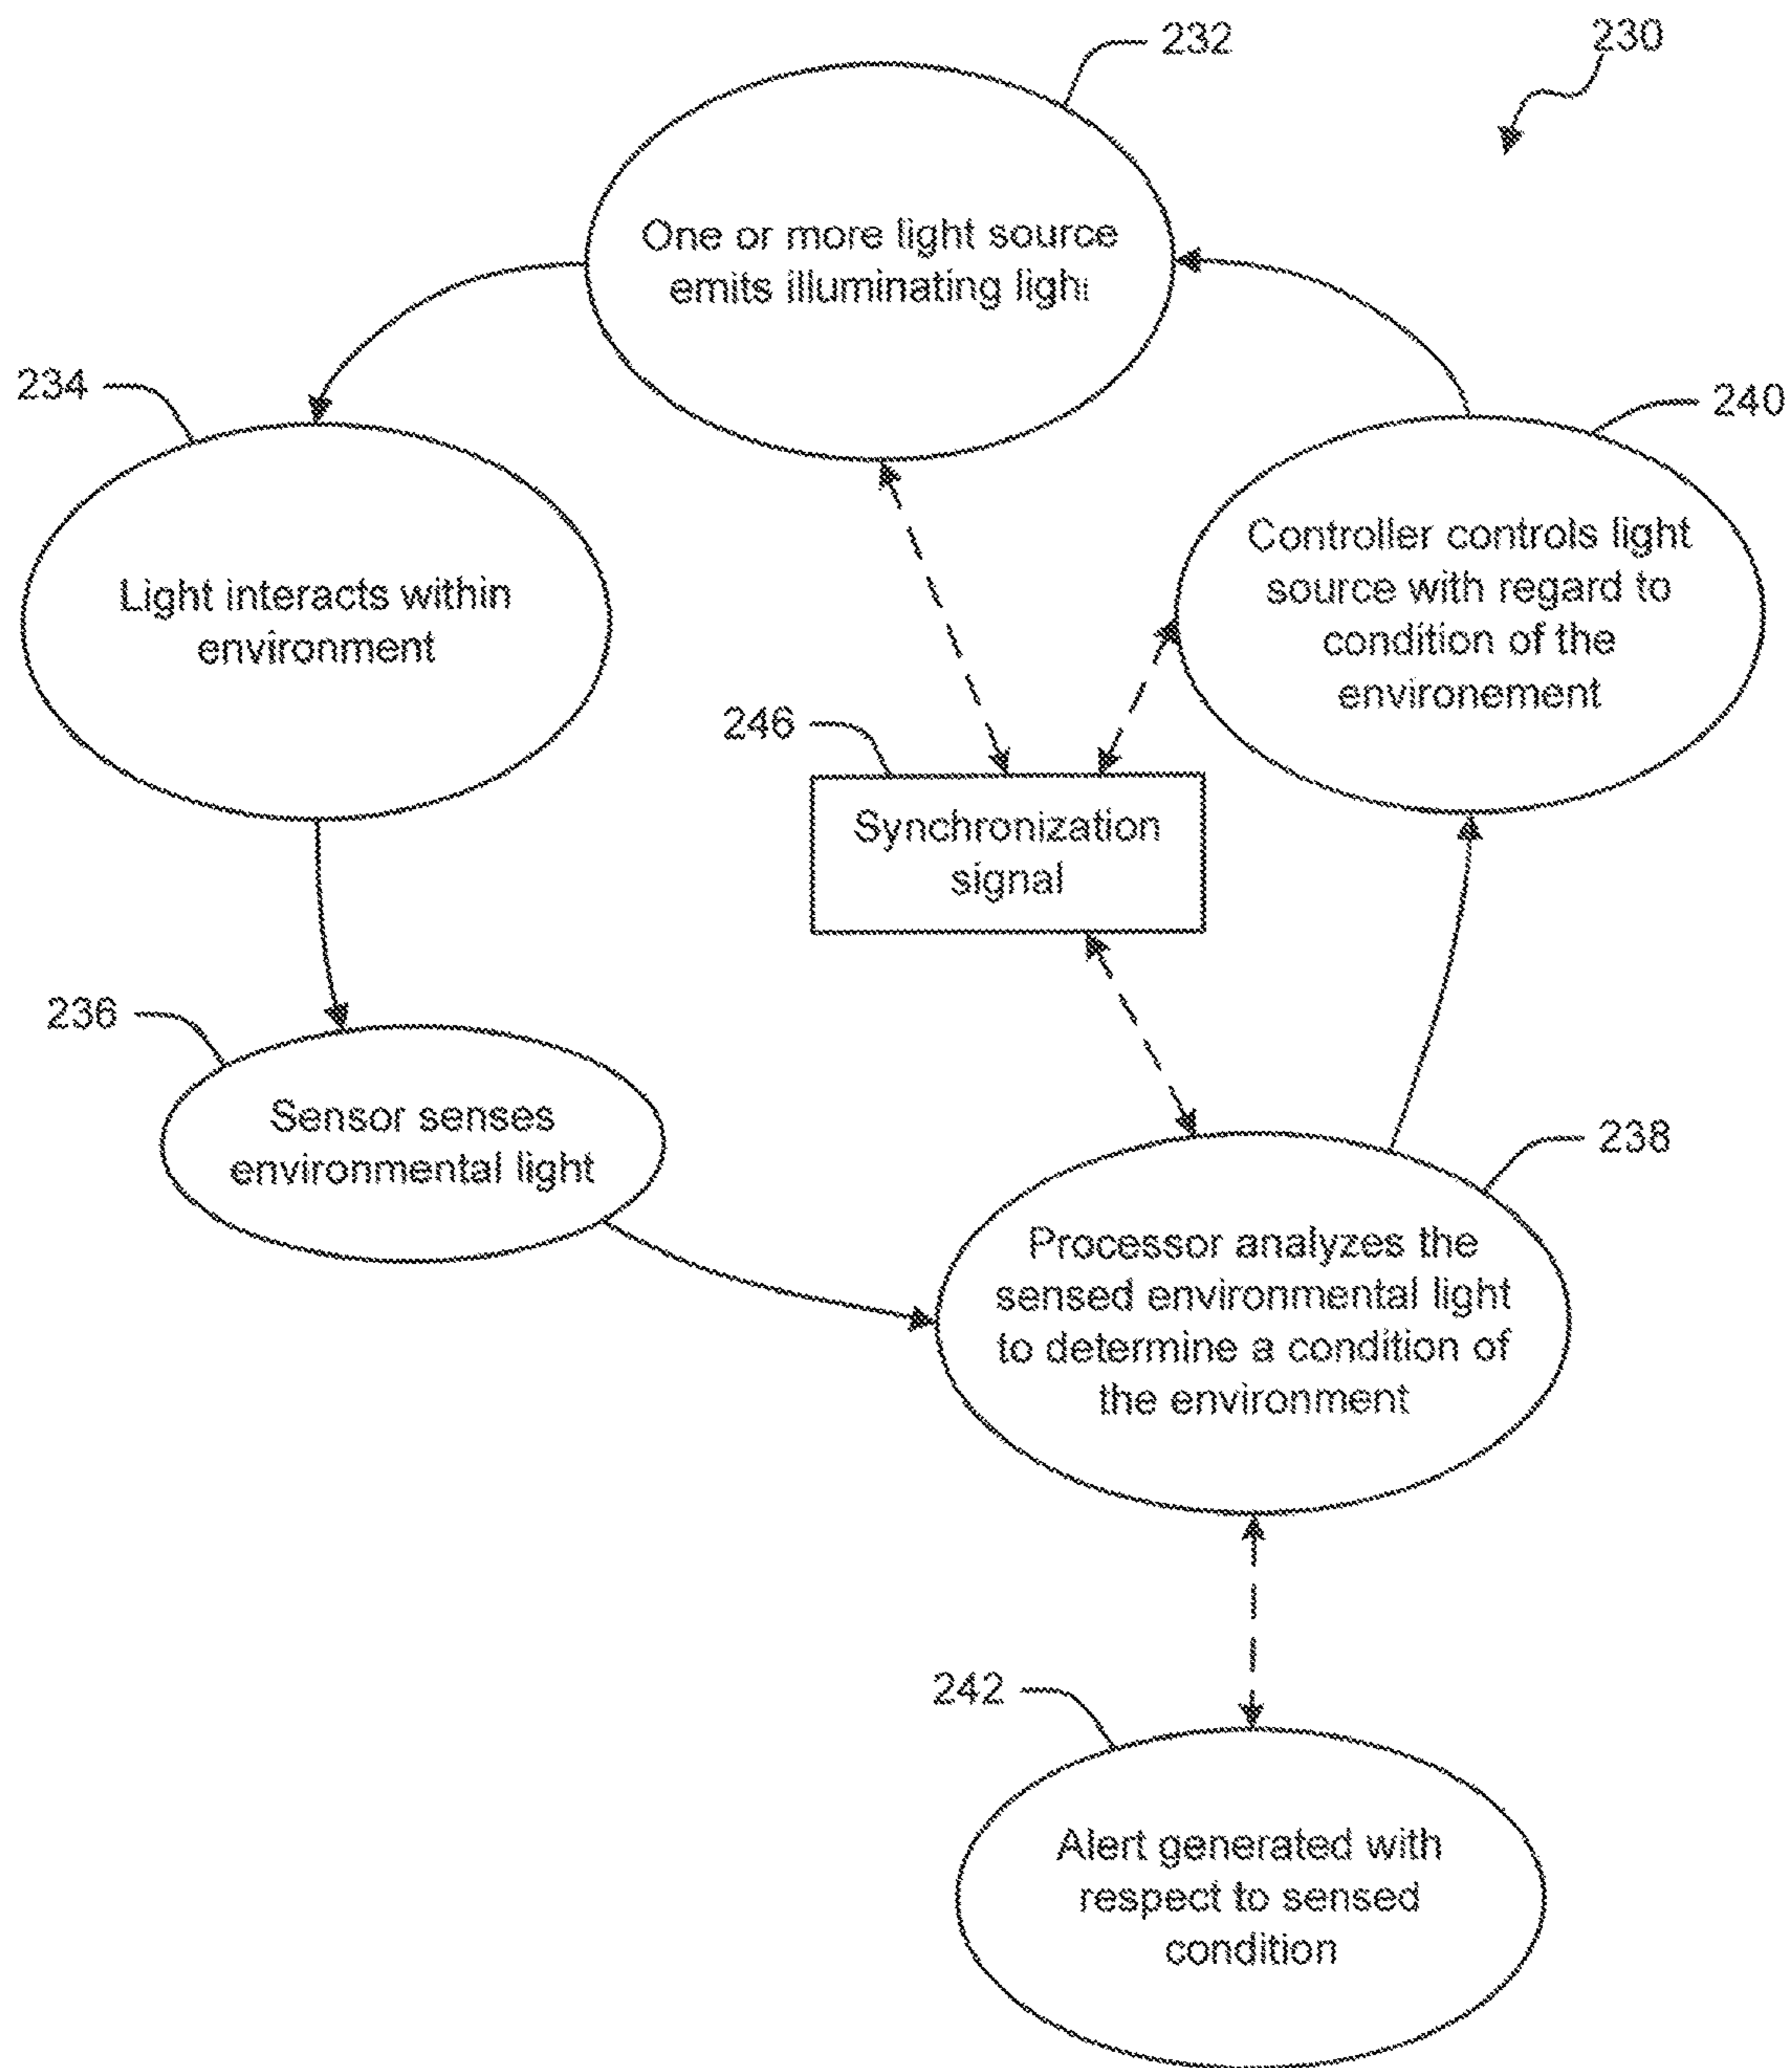 232
230
One or more light source
emits illuminating light
234
240
Light interacts within
environment
Controller controls light
source with regard to
condition of the
environement
246
Synchronization
signal
236
Sensor senses
environmental light
238
Processor analyzes the
sensed environmental light
to determine a condition of
the environment
242
Alert generated with
respect to sensed
condition